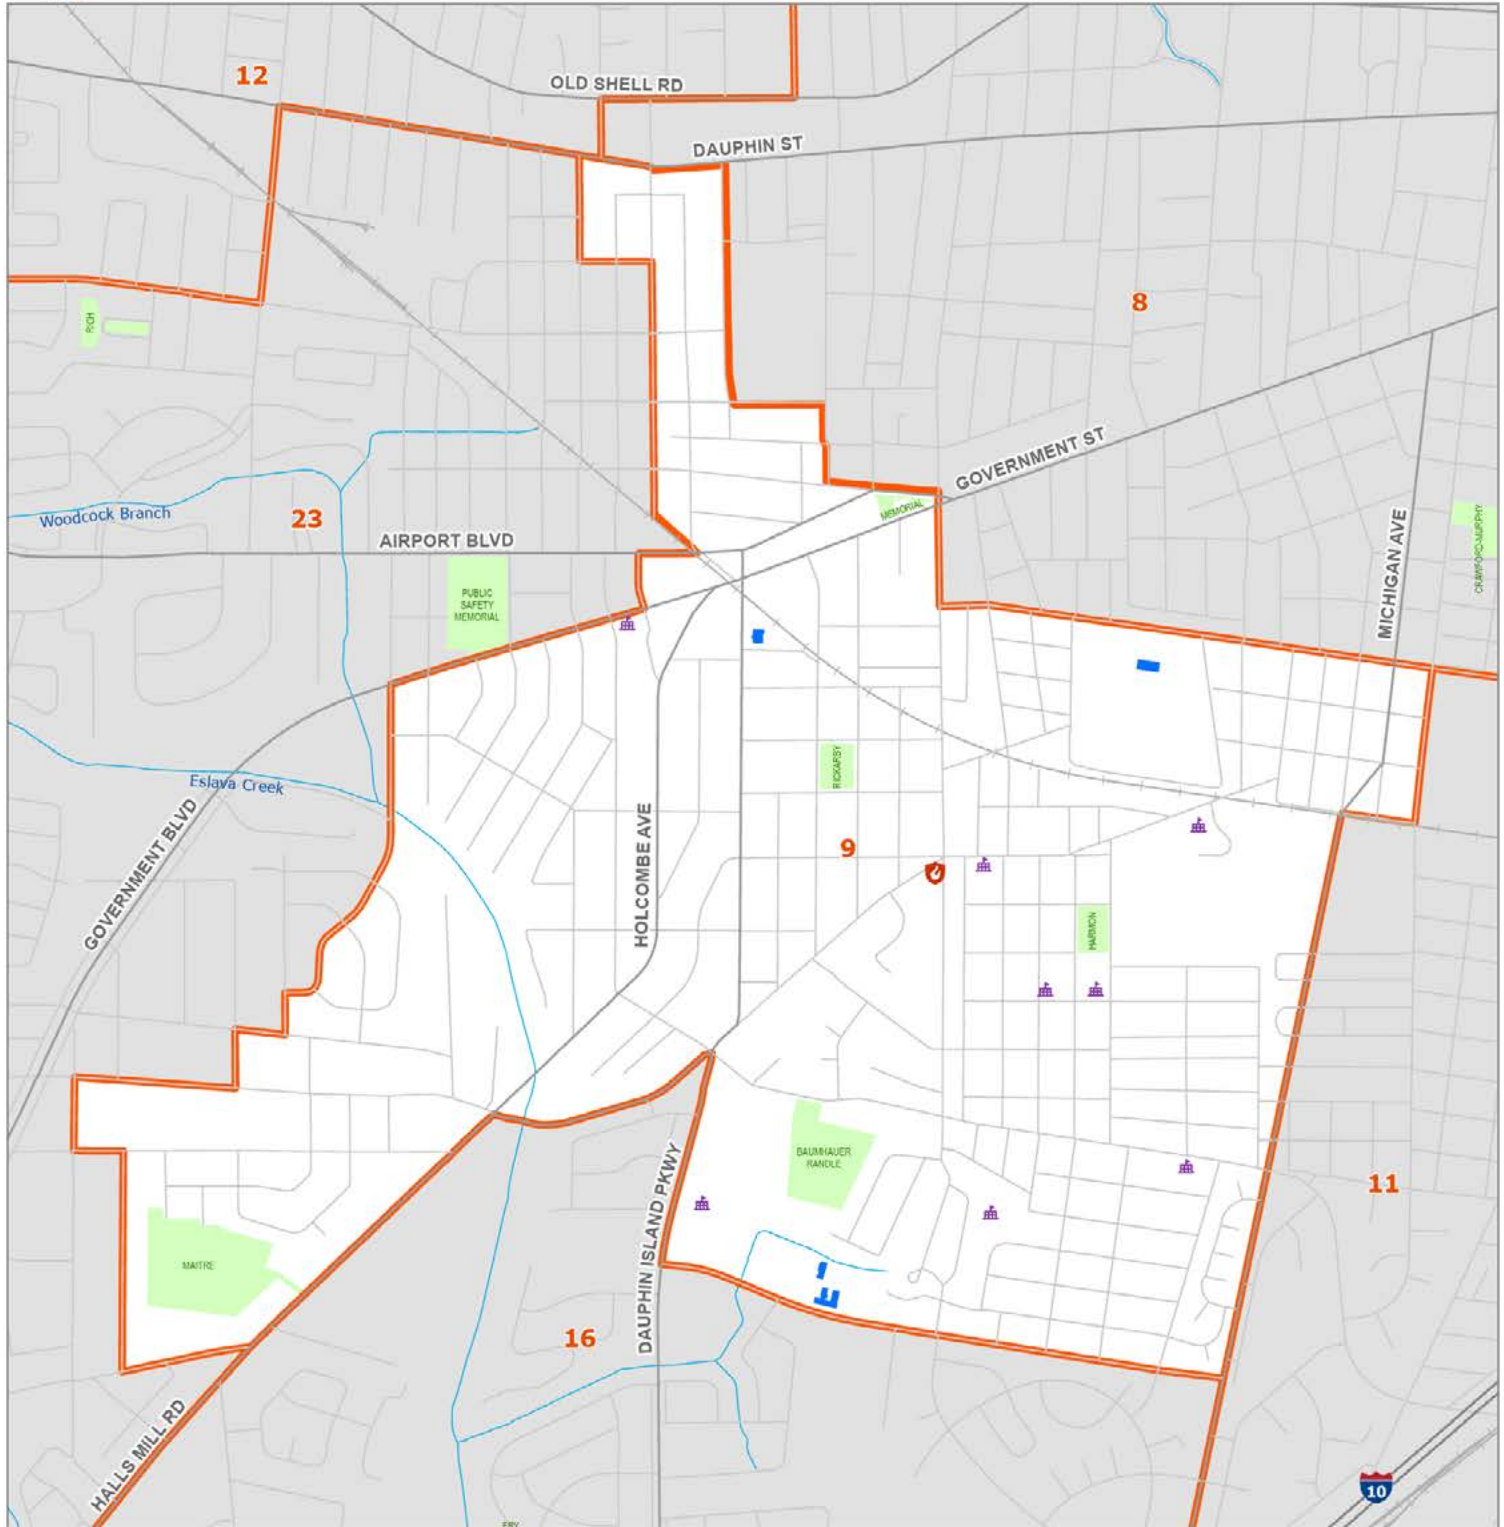 12
OLD SHELL RD
DAUPHIN ST
8
RICH
GOVERNMENT ST
MEMORIAL
Woodcock Branch
23
AIRPORT BLVD
MICHIGAN AVE
CRAWFORD-MURPHY
PUBLIC
SAFETY
MEMORIAL
Eslava Creek
RICKARBY
GOVERNMENT BLVD
HOLCOMBE AVE
9
HARMON
BAUMHAUER
RANDLE
11
DAUPHIN ISLAND PKWY
MAITRE
16
HALLS MILL RD
10